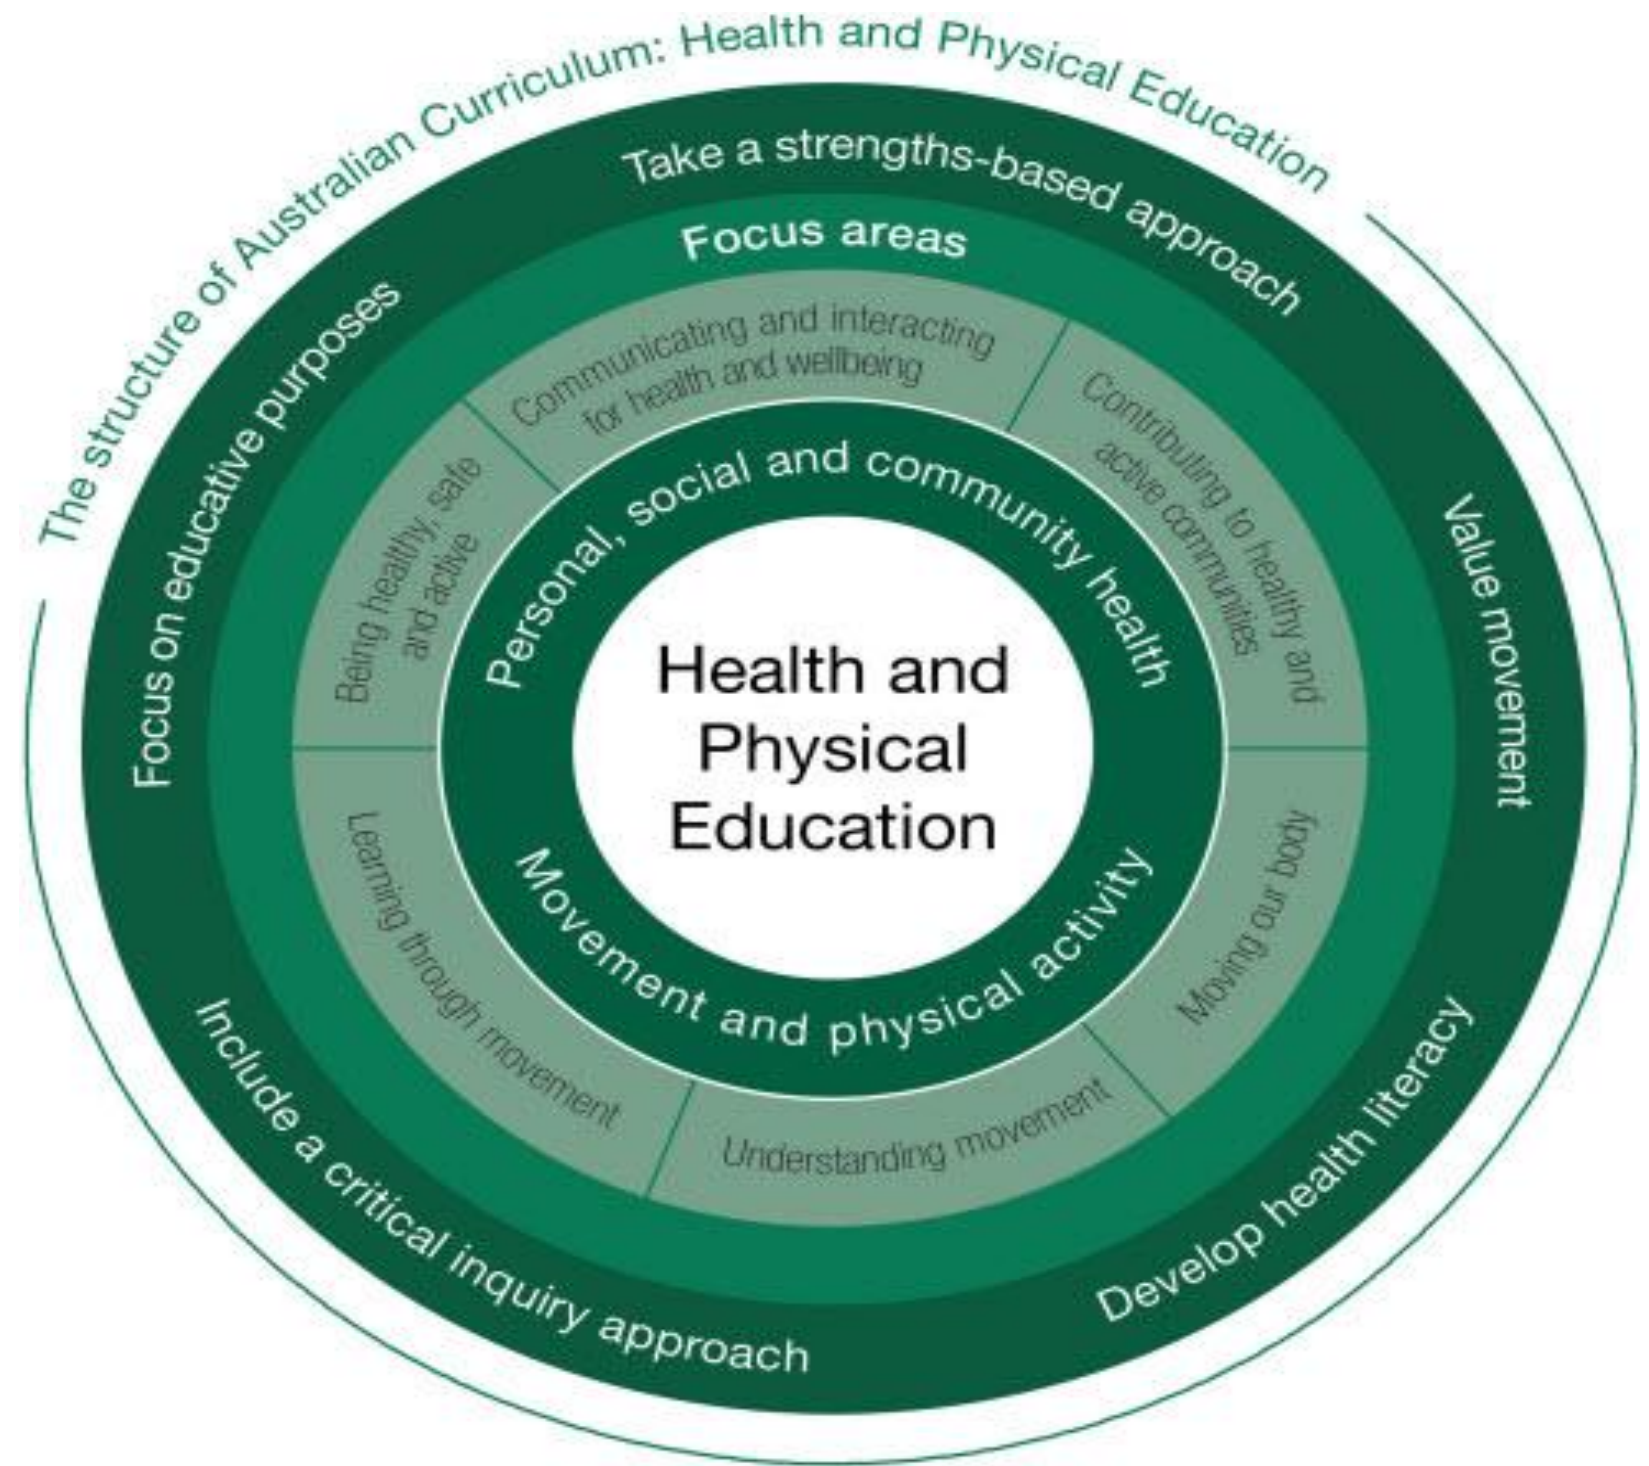 The structure of Australian Curriculum: Health and Physical Education
Take a strengths-based approach
Focus on educative purposes
Value movement
Include a critical inquiry approach
Develop health literacy
Focus areas
Communicating and interacting
for health and wellbeing
Contributing to healthy and
active communities
Being healthy, safe
and active
Learning through movement
Understanding movement
Moving our body
Personal, social and community health
Movement and physical activity
Health and
Physical
Education